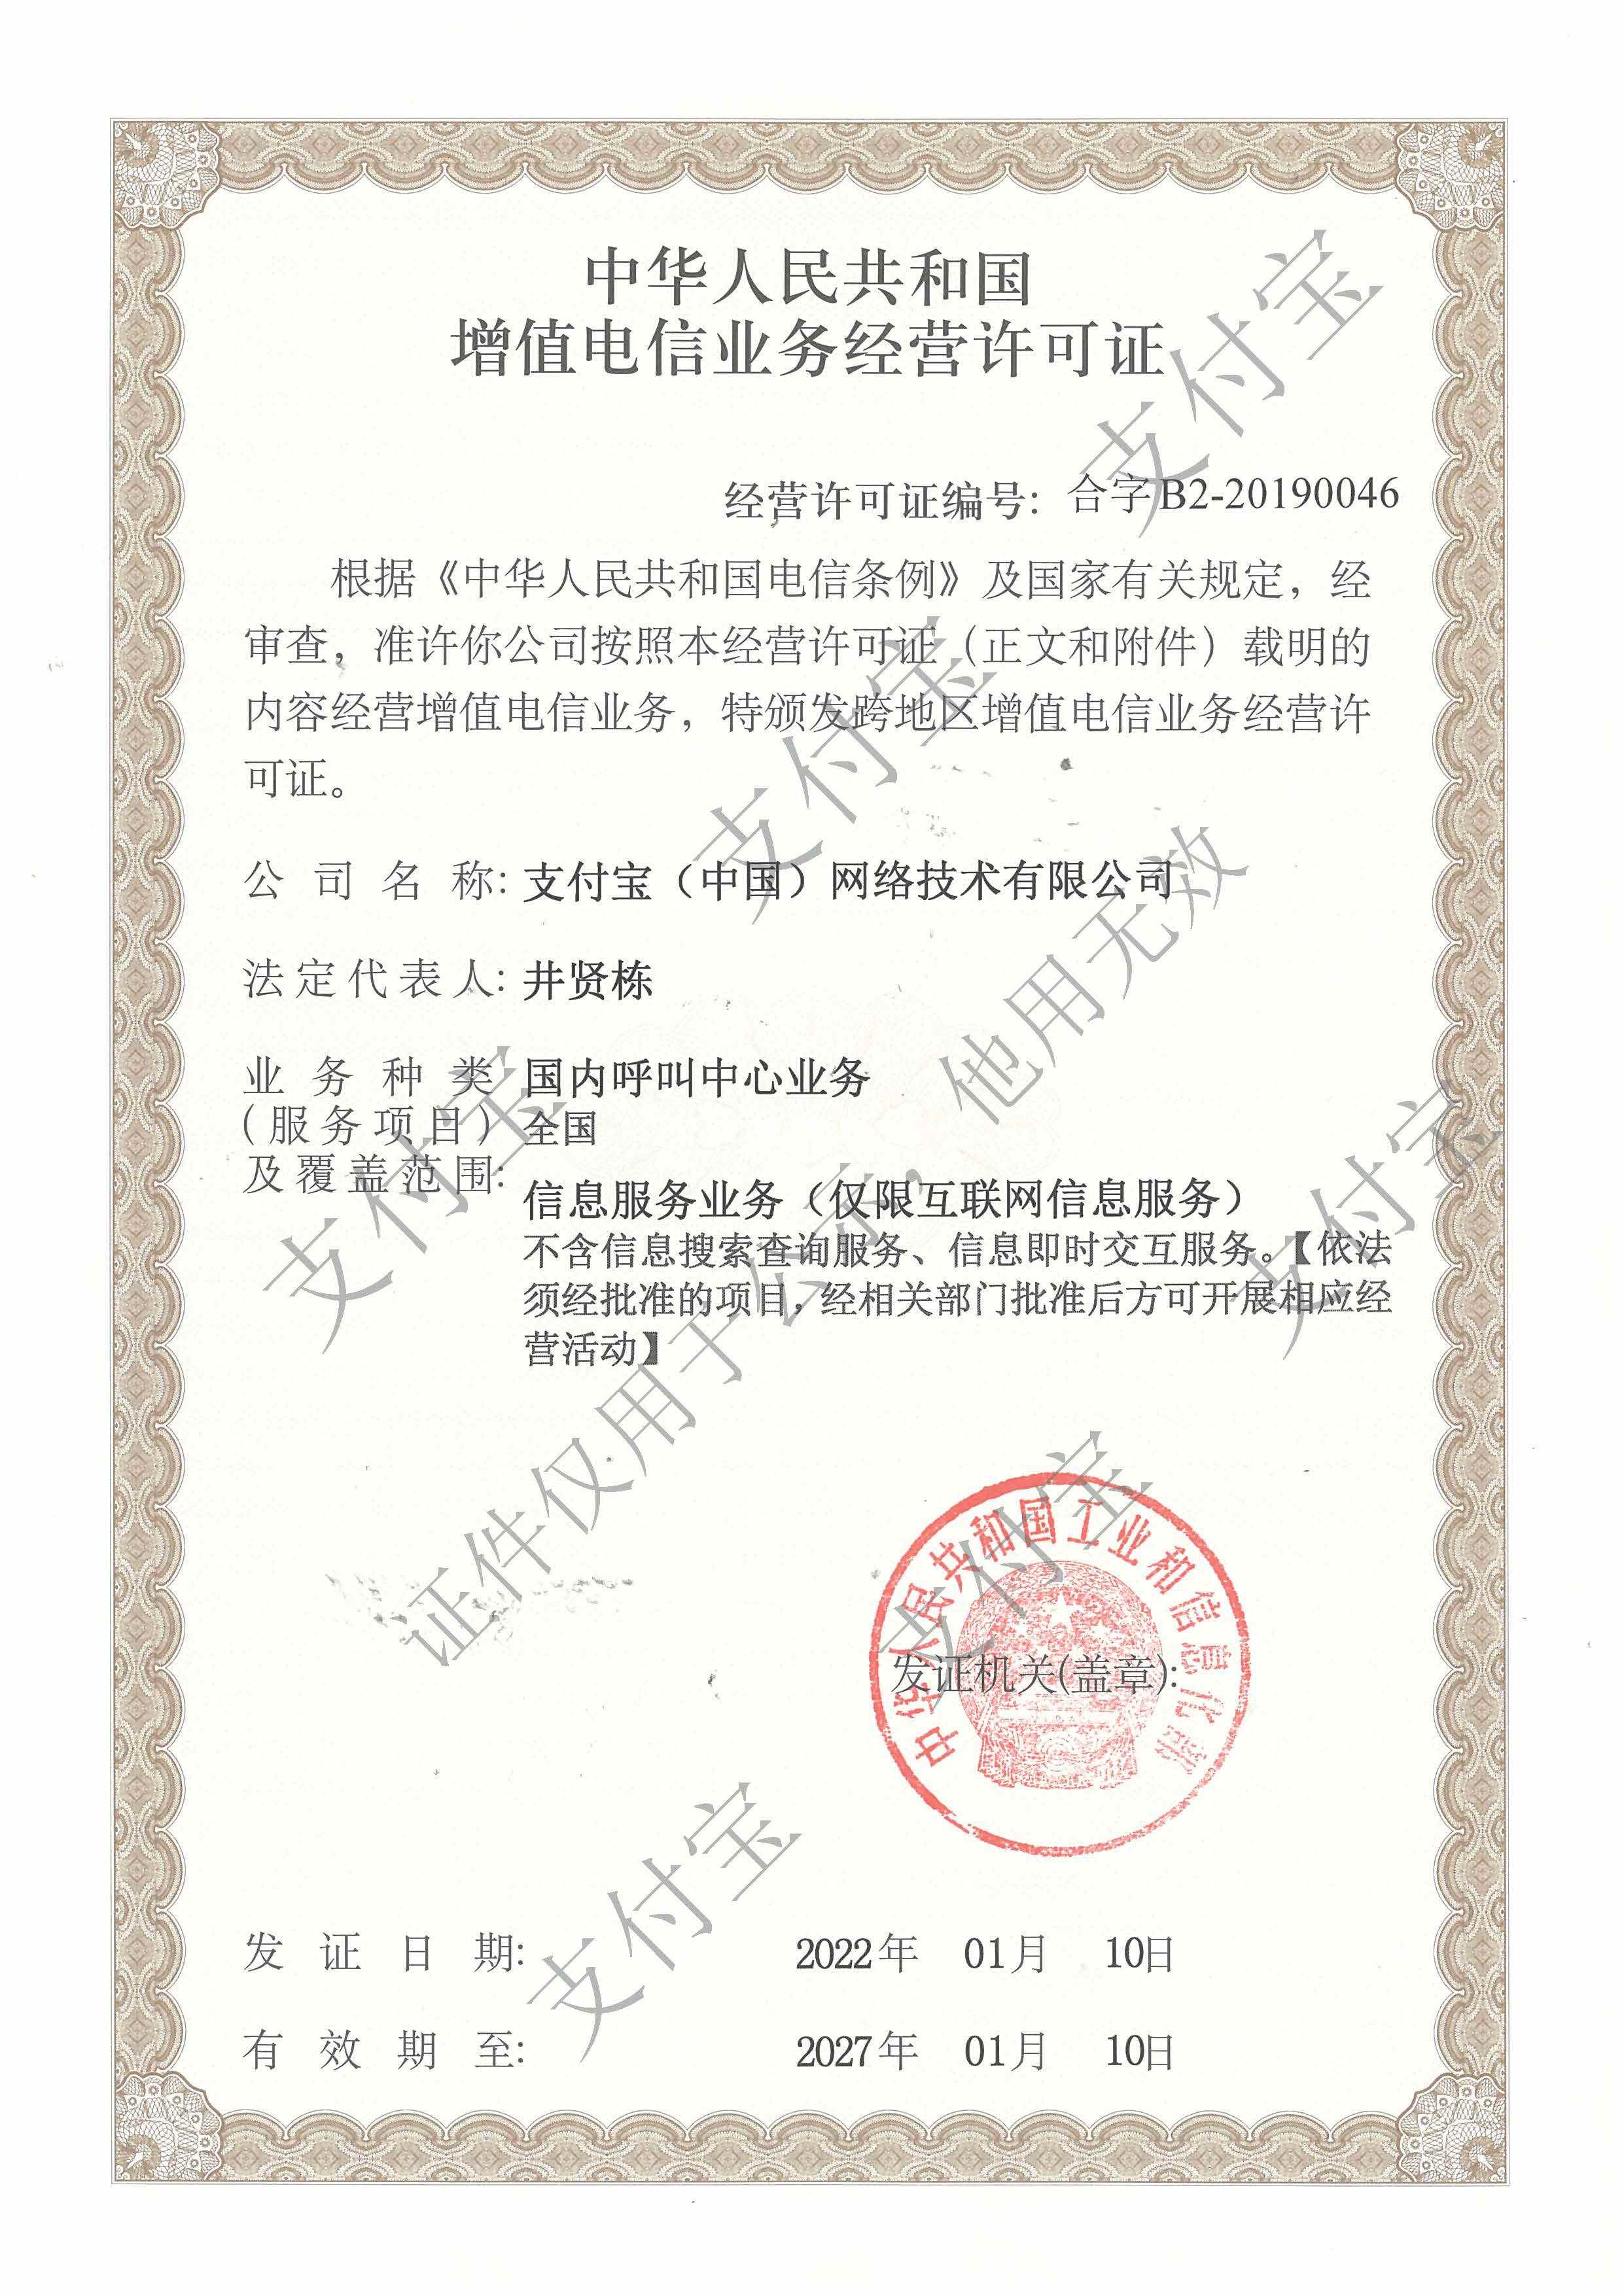 中华人民共和国
增值电信业务经营许可证
经营许可证编号：合字B2-20190046
根据《中华人民共和国电信条例》及国家有关规定，经
审查，准许你公司按照本经营许可证（正文和附件）载明的
内容经营增值电信业务，特颁发跨地区增值电信业务经营许
可证。
公司名称：支付宝（中国）网络技术有限公司
法定代表人：井贤栋
业务种类 国内呼叫中心业务
（服务项目）全国
及覆盖范围：
信息服务业务（仅限互联网信息服务）
不含信息搜索查询服务、信息即时交互服务。【依法
须经批准的项目，经相关部门批准后方可开展相应经
营活动】
中华人民共和国工业和信息化部
发证机关(盖章):
发证日期: 2022年 01月 10日
有效期至: 2027年 01月 10日
支付宝
支付宝
支付宝
支付宝
支付宝
支付宝
证件仅用于公示，他用无效